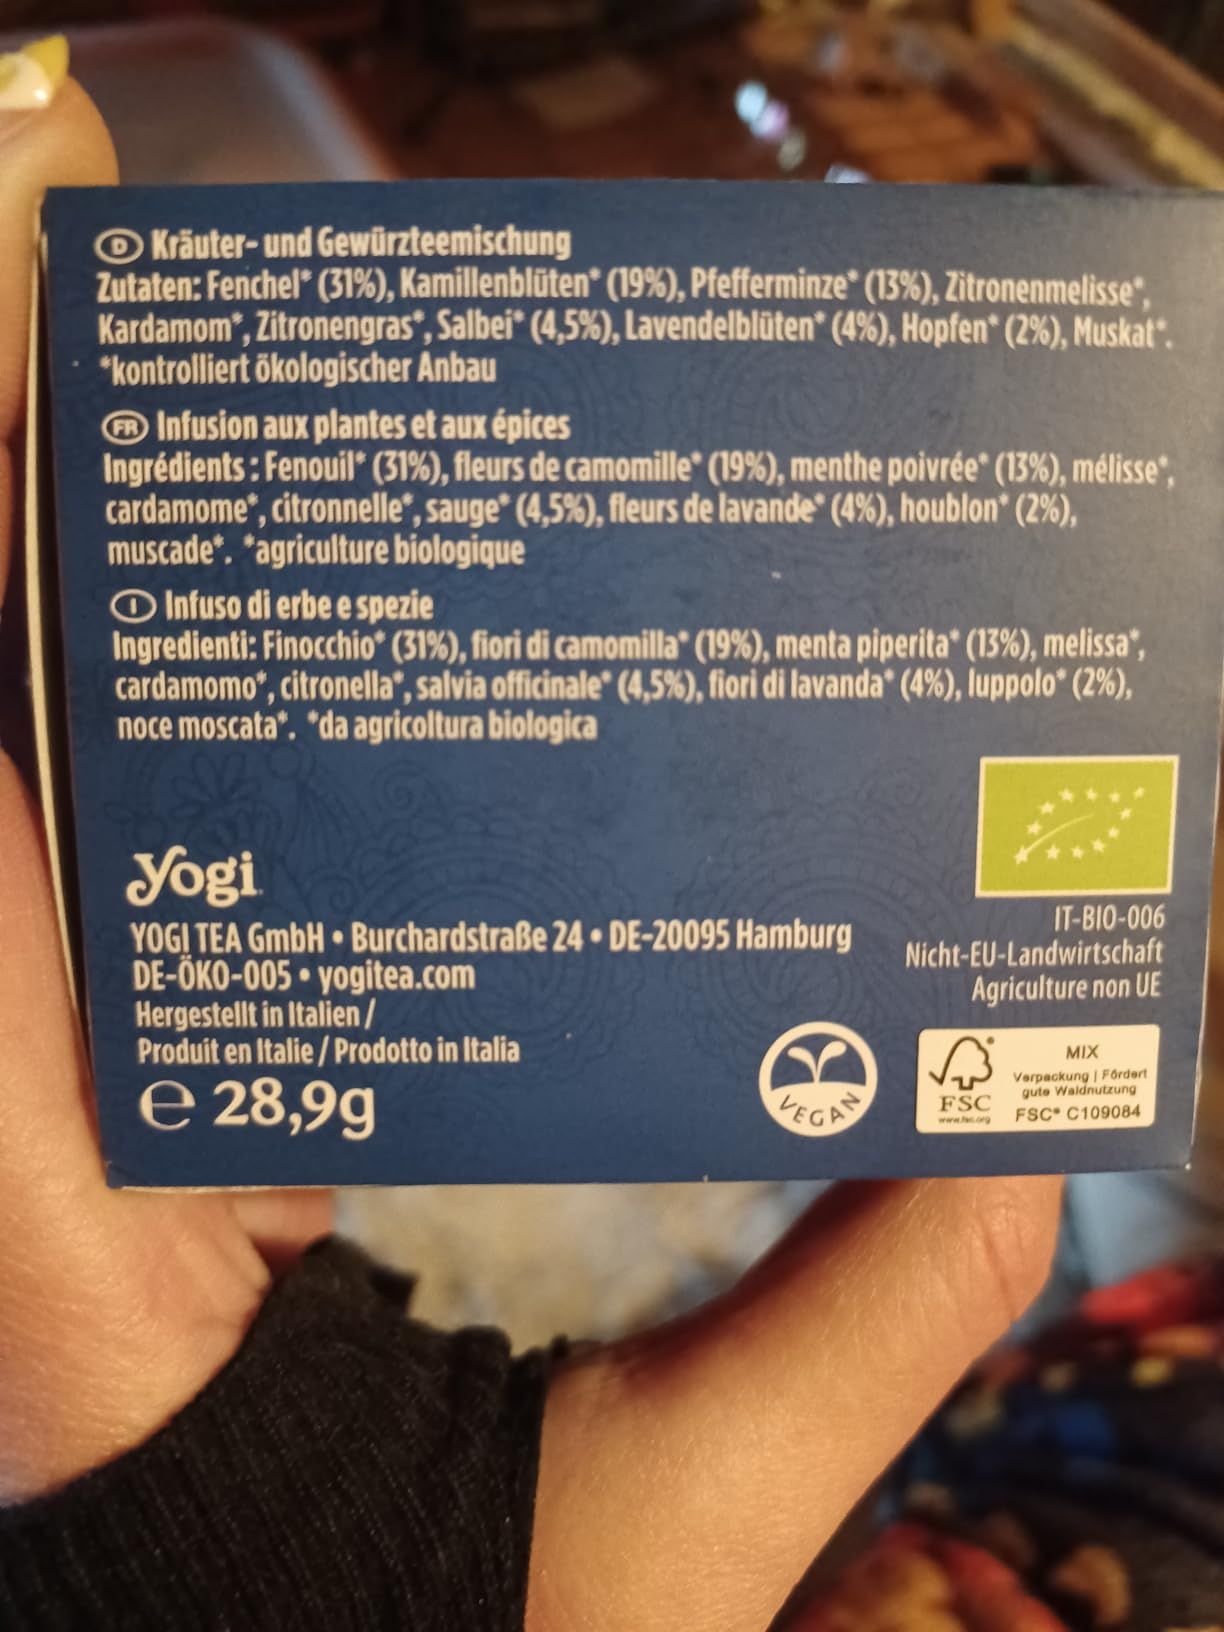 D Kräuter- und Gewürzteemischung
Zutaten: Fenchel* (31%), Kamillenblüten* (19%), Pfefferminze* (13%), Zitronenmelisse*,
Kardamom*, Zitronengras*, Salbei* (4,5%), Lavendelblüten* (4%), Hopfen* (2%), Muskat*.
*kontrolliert ökologischer Anbau
FR Infusion aux plantes et aux épices
Ingrédients : Fenouil* (31%), fleurs de camomille* (19%), menthe poivrée* (13%), mélisse*,
cardamome*, citronnelle*, sauge* (4,5%), fleurs de lavande* (4%), houblon* (2%),
muscade*. *agriculture biologique
I Infuso di erbe e spezie
Ingredienti: Finocchio* (31%), fiori di camomilla* (19%), menta piperita* (13%), melissa*,
cardamomo*, citronella*, salvia officinale* (4,5%), fiori di lavanda* (4%), luppolo* (2%),
noce moscata*. *da agricoltura biologica
yogi
YOGI TEA GmbH • Burchardstraße 24 • DE-20095 Hamburg
DE-ÖKO-005 • yogitea.com
Hergestellt in Italien /
Produit en Italie / Prodotto in Italia
e 28,9g
IT-BIO-006
Nicht-EU-Landwirtschaft
Agriculture non UE
VEGAN
FSC
www.fsc.org
MIX
Verpackung | Fördert
gute Waldnutzung
FSC® C109084